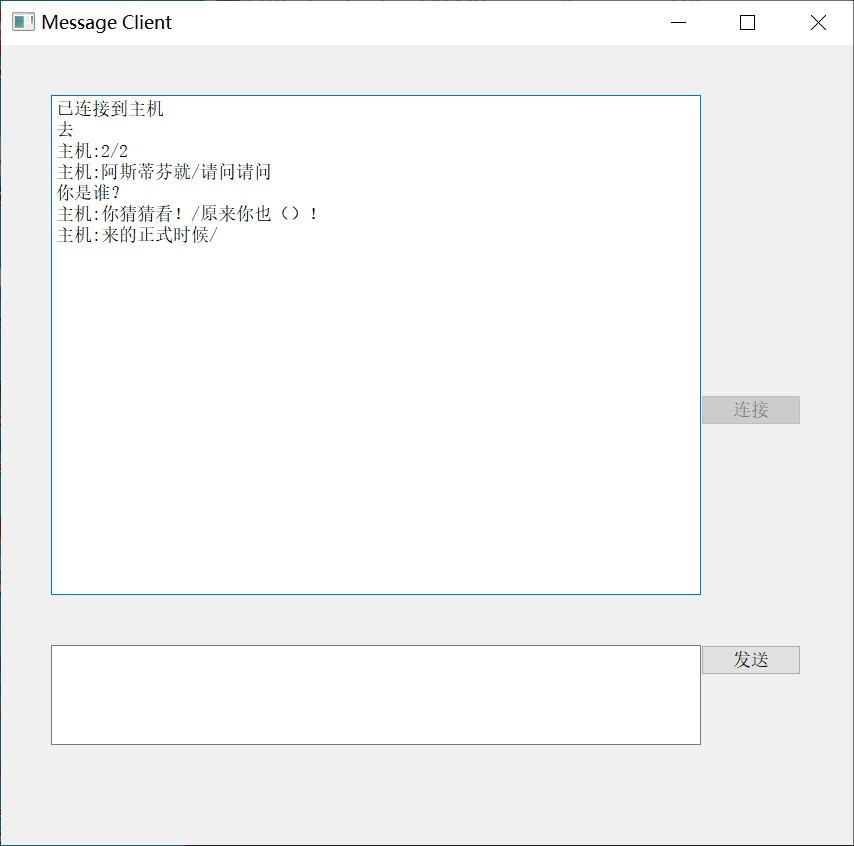 Message Client
已连接到主机
去
主机:2/2
主机:阿斯蒂芬就/请问请问
你是谁?
主机:你猜猜看！/原来你也（）！
主机:来的正式时候/
连接
发送